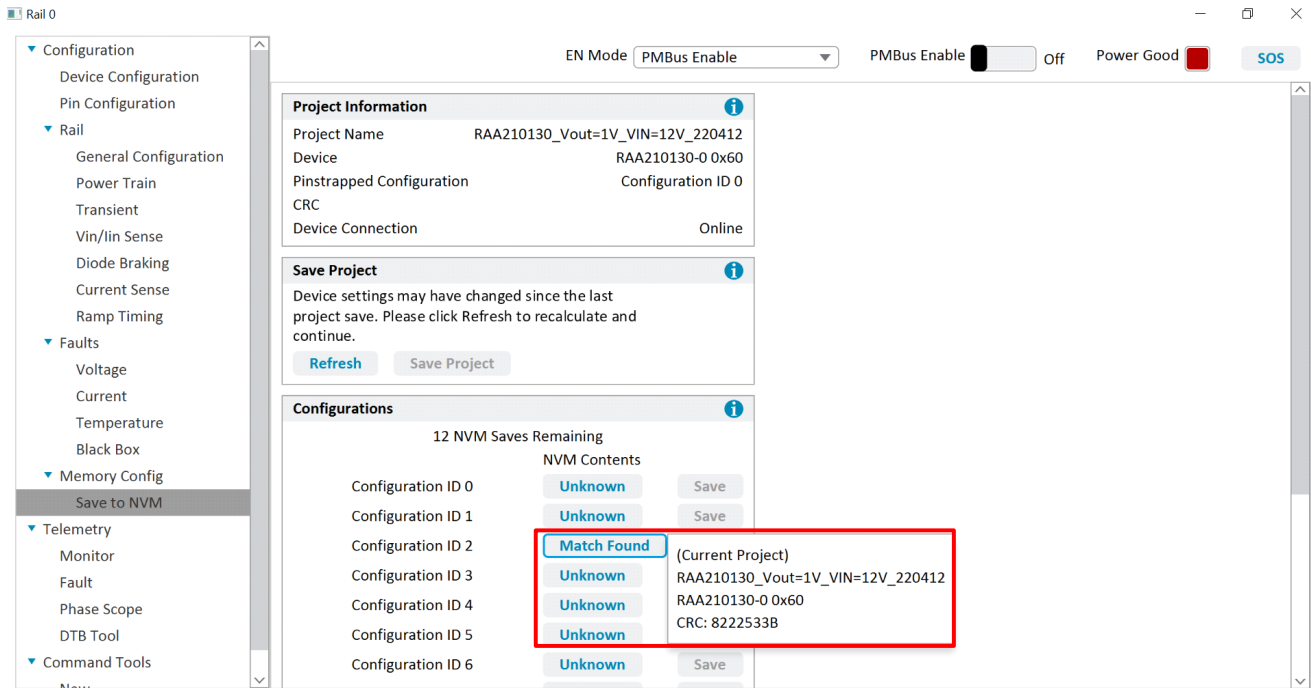 Rail 0
Configuration
Device Configuration
Pin Configuration
Rail
General Configuration
Power Train
Transient
Vin/Iin Sense
Diode Braking
Current Sense
Ramp Timing
Faults
Voltage
Current
Temperature
Black Box
Memory Config
Save to NVM
Telemetry
Monitor
Fault
Phase Scope
DTB Tool
Command Tools
EN Mode PMBus Enable PMBus Enable Off Power Good SOS
Project Information
Project Name RAA210130_Vout=1V_VIN=12V_220412
Device RAA210130-0 0x60
Pinstrapped Configuration Configuration ID 0
CRC
Device Connection Online
Save Project
Device settings may have changed since the last
project save. Please click Refresh to recalculate and
continue.
Refresh Save Project
Configurations
12 NVM Saves Remaining
NVM Contents
Configuration ID 0 Unknown Save
Configuration ID 1 Unknown Save
Configuration ID 2 Match Found
Configuration ID 3 Unknown
Configuration ID 4 Unknown
Configuration ID 5 Unknown
Configuration ID 6 Unknown Save
(Current Project)
RAA210130_Vout=1V_VIN=12V_220412
RAA210130-0 0x60
CRC: 8222533B